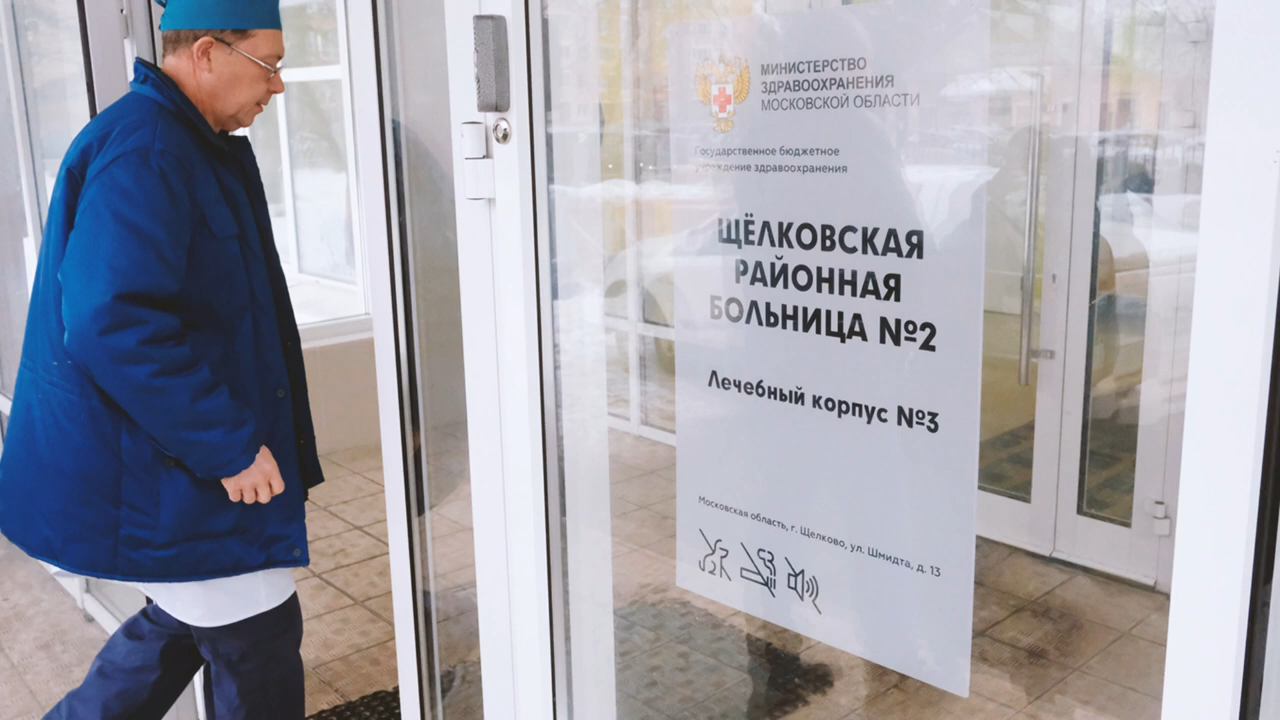 МИНИСТЕРСТВО
ЗДРАВООХРАНЕНИЯ
МОСКОВСКОЙ ОБЛАСТИ
Государственное бюджетное
учреждение здравоохранения
ЩЁЛКОВСКАЯ
РАЙОННАЯ
БОЛЬНИЦА №2
Лечебный корпус №3
Московская область, г. Щелково, ул. Шмидта, д. 13